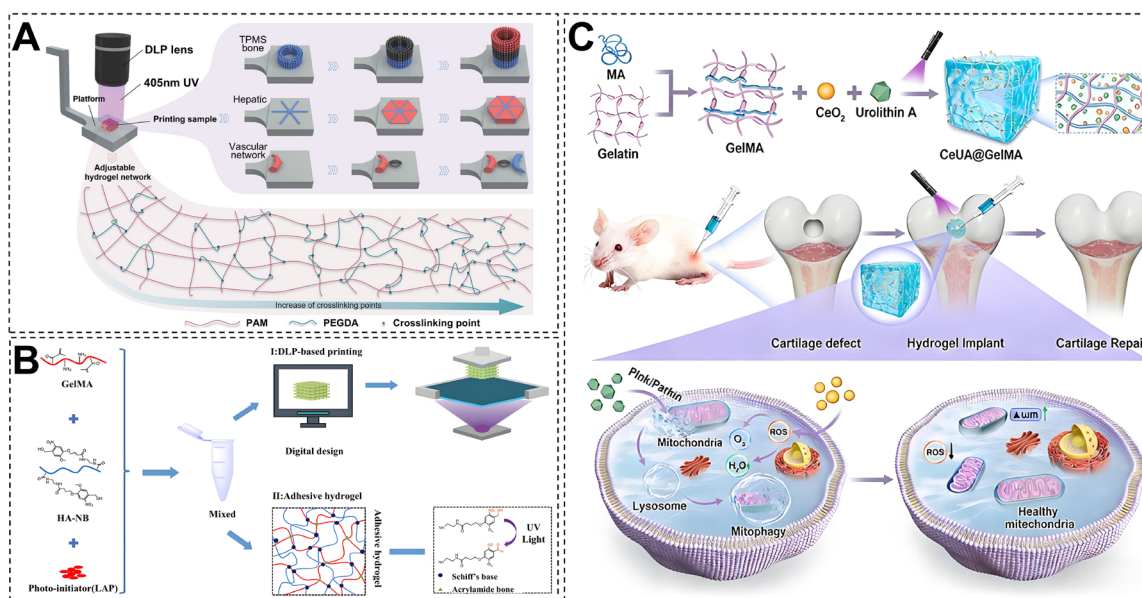 A
DLP lens
405nm UV
Platform
Printing sample
Adjustable
hydrogel network
TPMS
bone
Hepatic
Vascular
network
Increase of crosslinking points
PAM
PEGDA
Crosslinking point
B
GelMA
HA-NB
Photo-initiator(LAP)
Mixed
I:DLP-based printing
Digital design
II:Adhesive hydrogel
Adhesive hydrogel
Schiff's base
Acrylamide bone
UV
Light
C
MA
Gelatin
GelMA
CeO₂
Urolithin A
CeUA@GelMA
Cartilage defect
Hydrogel Implant
Cartilage Repair
PInk/Pathin
Mitochondria
O₂
ROS
H₂O
Lysosome
Mitophagy
ROS
▲ωm
Healthy
mitochondria